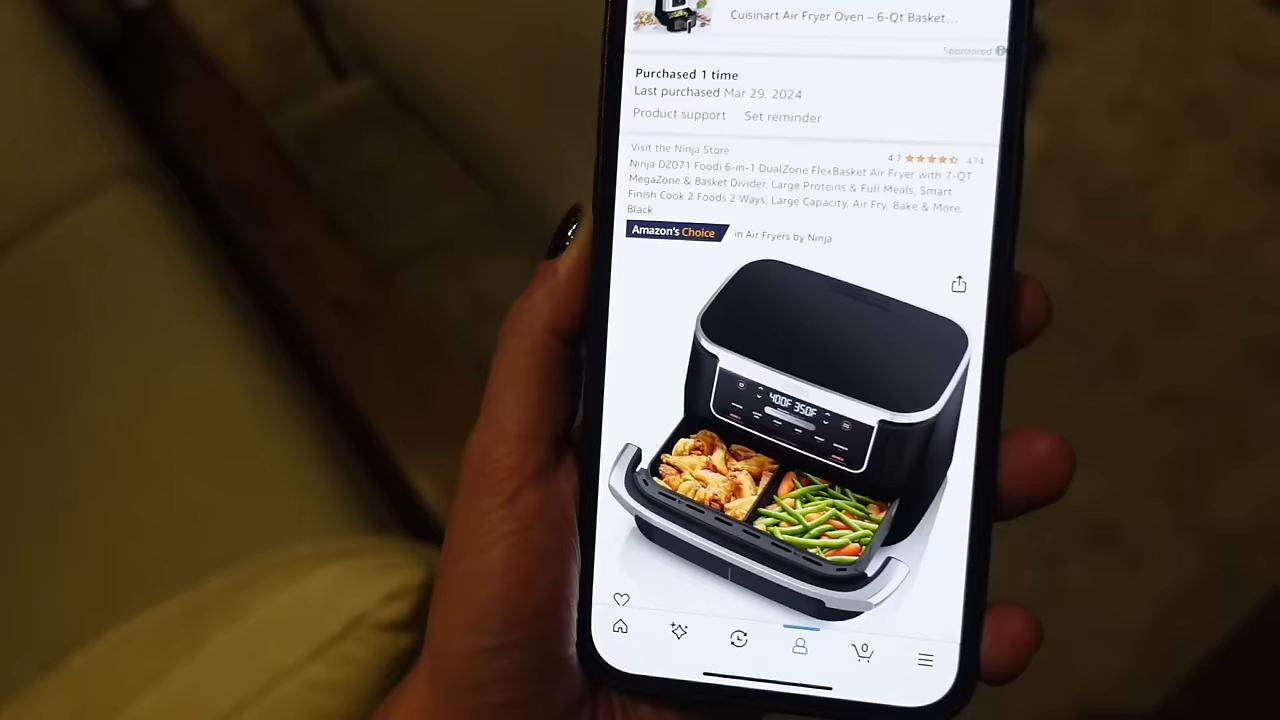 Cuisinart Air Fryer Oven – 6-Qt Basket...
Sponsored
Purchased 1 time
Last purchased Mar 29, 2024
Product support Set reminder
Visit the Ninja Store
4.7 474
Ninja DZ071 Foodi 6-in-1 DualZone FlexBasket Air Fryer with 7-QT
MegaZone & Basket Divider, Large Proteins & Full Meals, Smart
Finish Cook 2 Foods 2 Ways, Large Capacity, Air Fry, Bake & More,
Black
Amazon's Choice in Air Fryers by Ninja
400F 350F
0